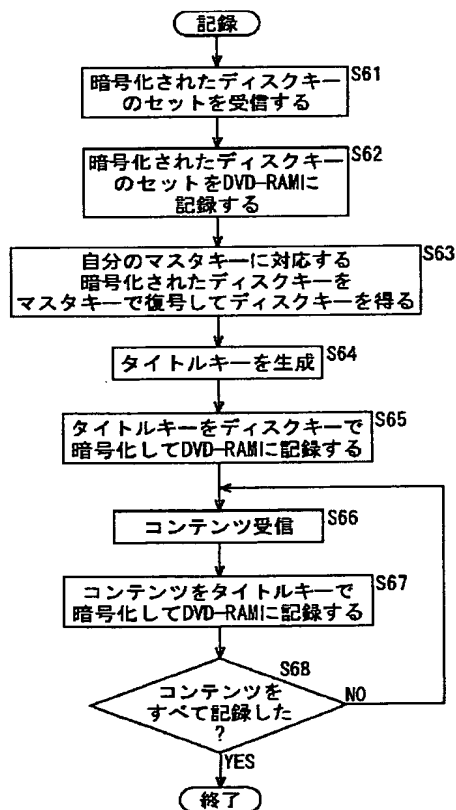 記録
暗号化されたディスクキー
のセットを受信する
S61
暗号化されたディスクキー
のセットをDVD-RAMに
記録する
S62
自分のマスタキーに対応する
暗号化されたディスクキーを
マスタキーで復号してディスクキーを得る
S63
タイトルキーを生成
S64
タイトルキーをディスクキーで
暗号化してDVD-RAMに記録する
S65
コンテンツ受信
S66
コンテンツをタイトルキーで
暗号化してDVD-RAMに記録する
S67
S68
コンテンツを
すべて記録した
?
NO
YES
終了